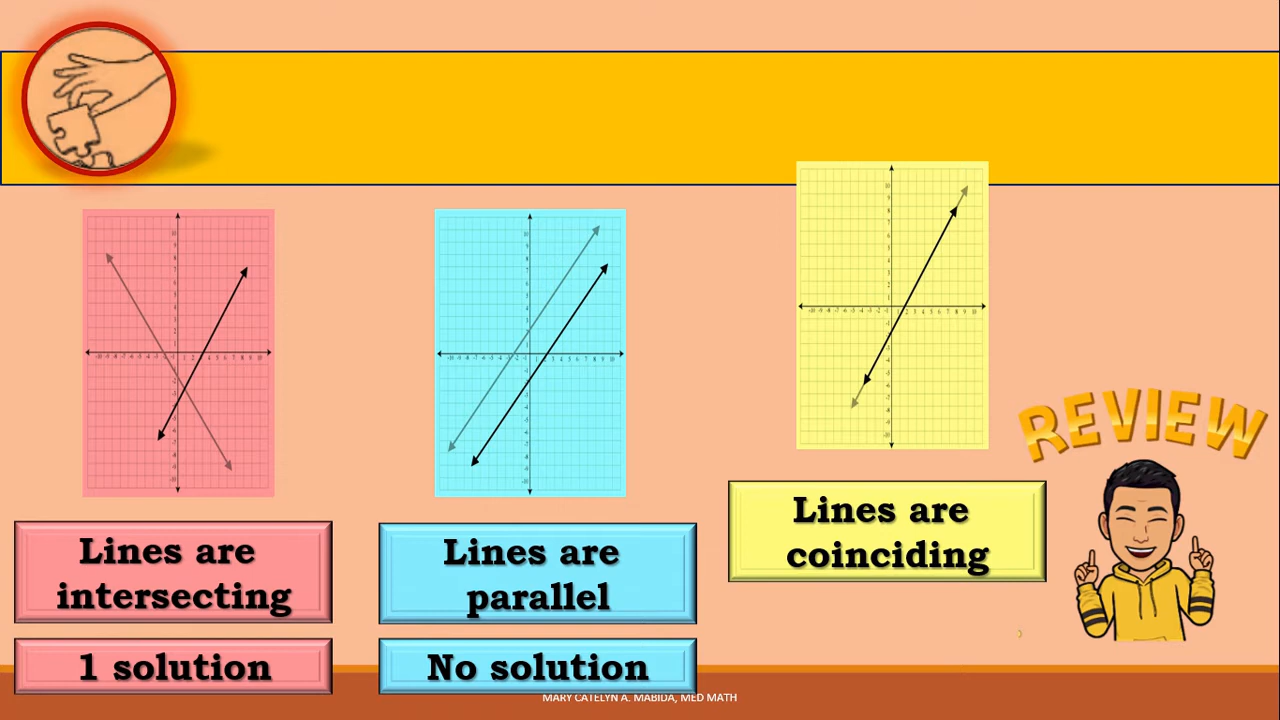 REVIEW
Lines are
intersecting
1 solution
Lines are
parallel
No solution
Lines are
coinciding
MARY CATELYN A. MABIDA, MED MATH